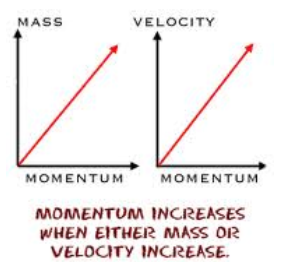 MASS
VELOCITY
MOMENTUM
MOMENTUM
MOMENTUM INCREASES
WHEN EITHER MASS OR
VELOCITY INCREASE.